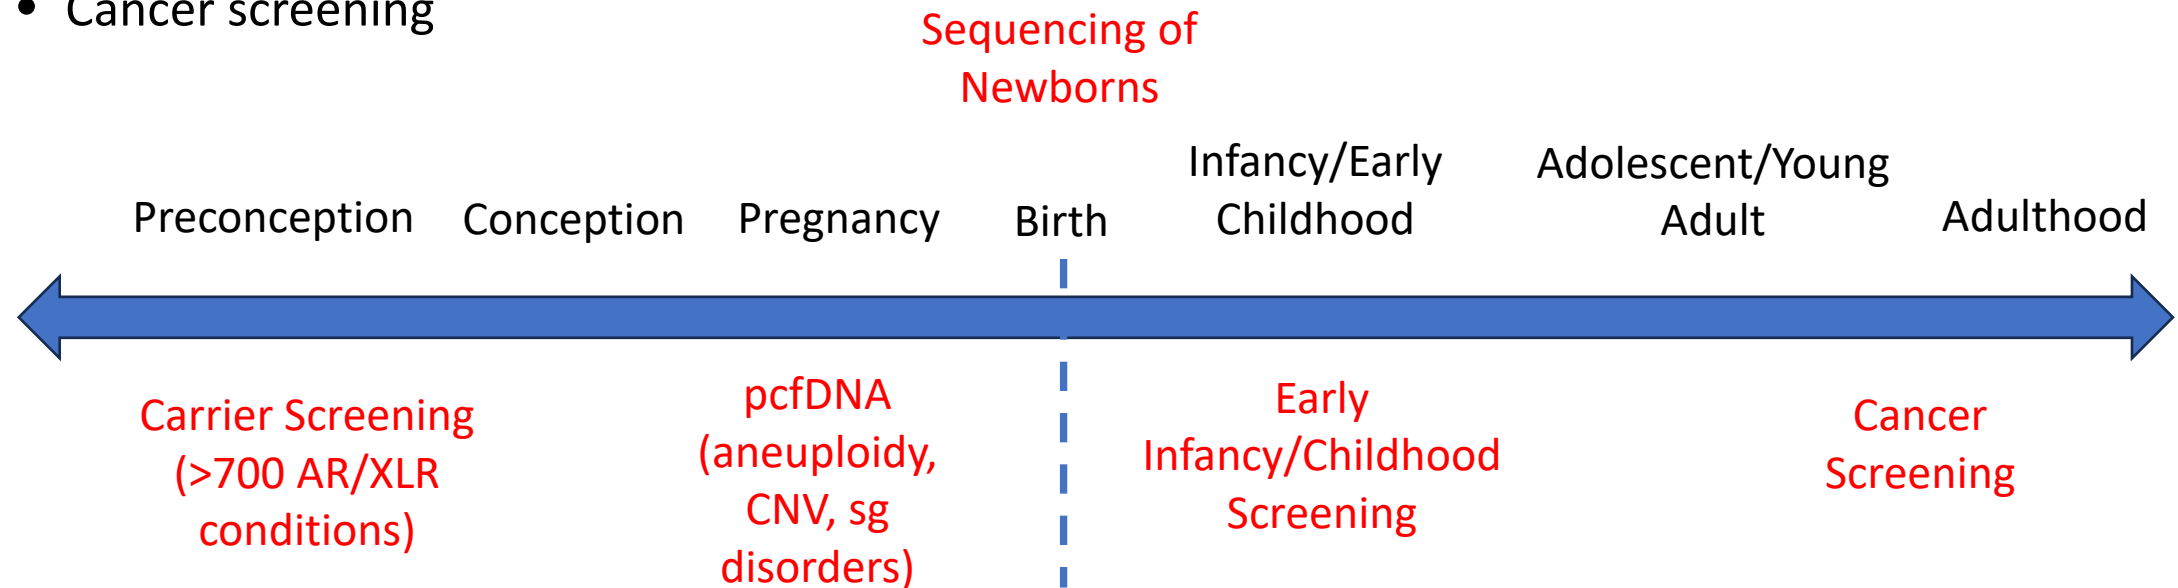 • Cancer screening
Sequencing of
Newborns
Preconception
Conception
Pregnancy
Birth
Infancy/Early
Childhood
Adolescent/Young
Adult
Adulthood
Carrier Screening
(>700 AR/XLR
conditions)
pcfDNA
(aneuploidy,
CNV, sg
disorders)
Early
Infancy/Childhood
Screening
Cancer
Screening